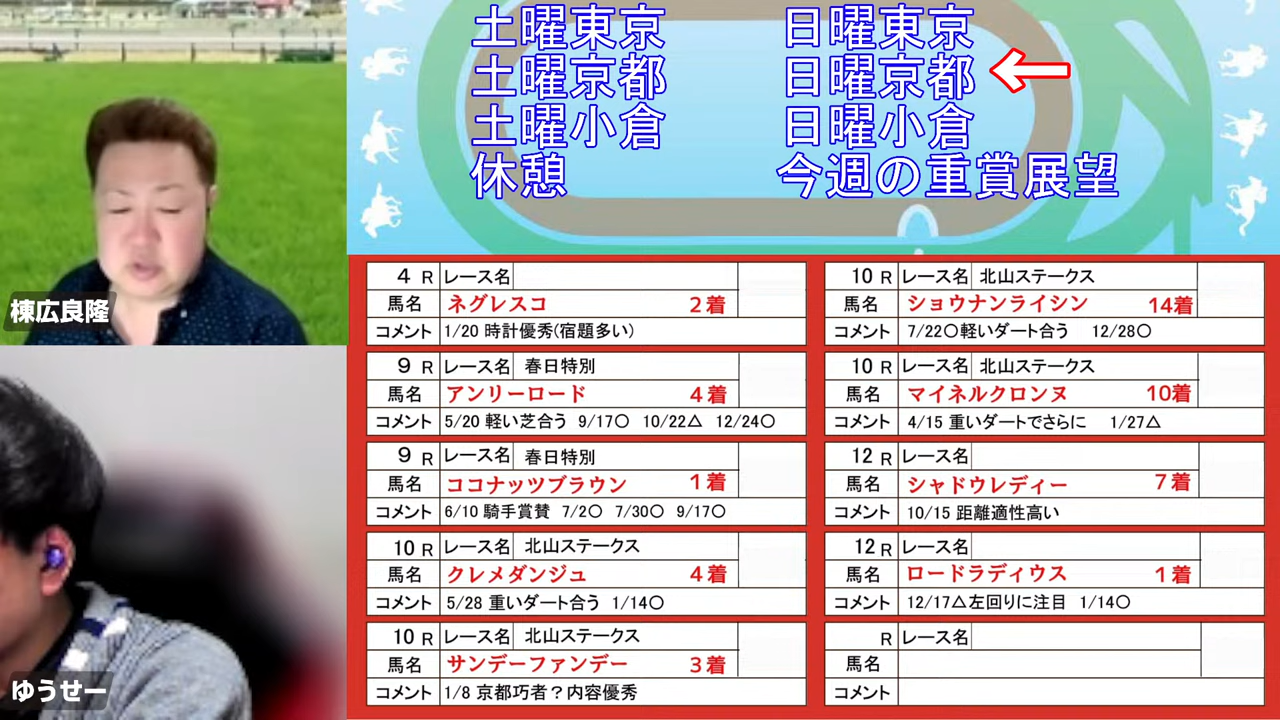 土曜東京 日曜東京
土曜京都 日曜京都
土曜小倉 日曜小倉
休憩 今週の重賞展望
棟広良隆
ゆうせー
4 R レース名
馬名 ネグレスコ 2着
コメント 1/20 時計優秀(宿題多い)
9 R レース名 春日特別
馬名 アンリーロード 4着
コメント 5/20 軽い芝合う 9/17〇 10/22△ 12/24〇
9 R レース名 春日特別
馬名 ココナッツブラウン 1着
コメント 6/10 騎手賞賛 7/2〇 7/30〇 9/17〇
10 R レース名 北山ステークス
馬名 クレメダンジュ 4着
コメント 5/28 重いダート合う 1/14〇
10 R レース名 北山ステークス
馬名 サンデーファンデー 3着
コメント 1/8 京都巧者？内容優秀
10 R レース名 北山ステークス
馬名 ショウナンライシン 14着
コメント 7/22〇軽いダート合う 12/28〇
10 R レース名 北山ステークス
馬名 マイネルクロンヌ 10着
コメント 4/15 重いダートでさらに 1/27△
12 R レース名
馬名 シャドウレディー 7着
コメント 10/15 距離適性高い
12 R レース名
馬名 ロードラディウス 1着
コメント 12/17△左回りに注目 1/14〇
R レース名
馬名
コメント